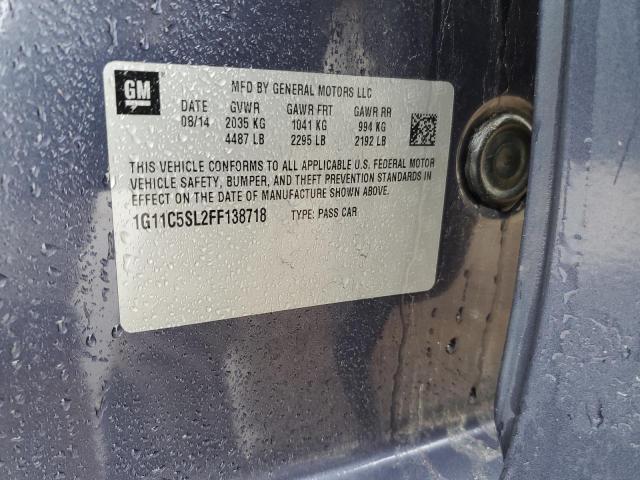 GM
MFD BY GENERAL MOTORS LLC
DATE GVWR GAWR FRT GAWR RR
08/14 2035 KG 1041 KG 994 KG
4487 LB 2295 LB 2192 LB
THIS VEHICLE CONFORMS TO ALL APPLICABLE U.S. FEDERAL MOTOR
VEHICLE SAFETY, BUMPER, AND THEFT PREVENTION STANDARDS IN
EFFECT ON THE DATE OF MANUFACTURE SHOWN ABOVE.
1G11C5SL2FF138718 TYPE: PASS CAR